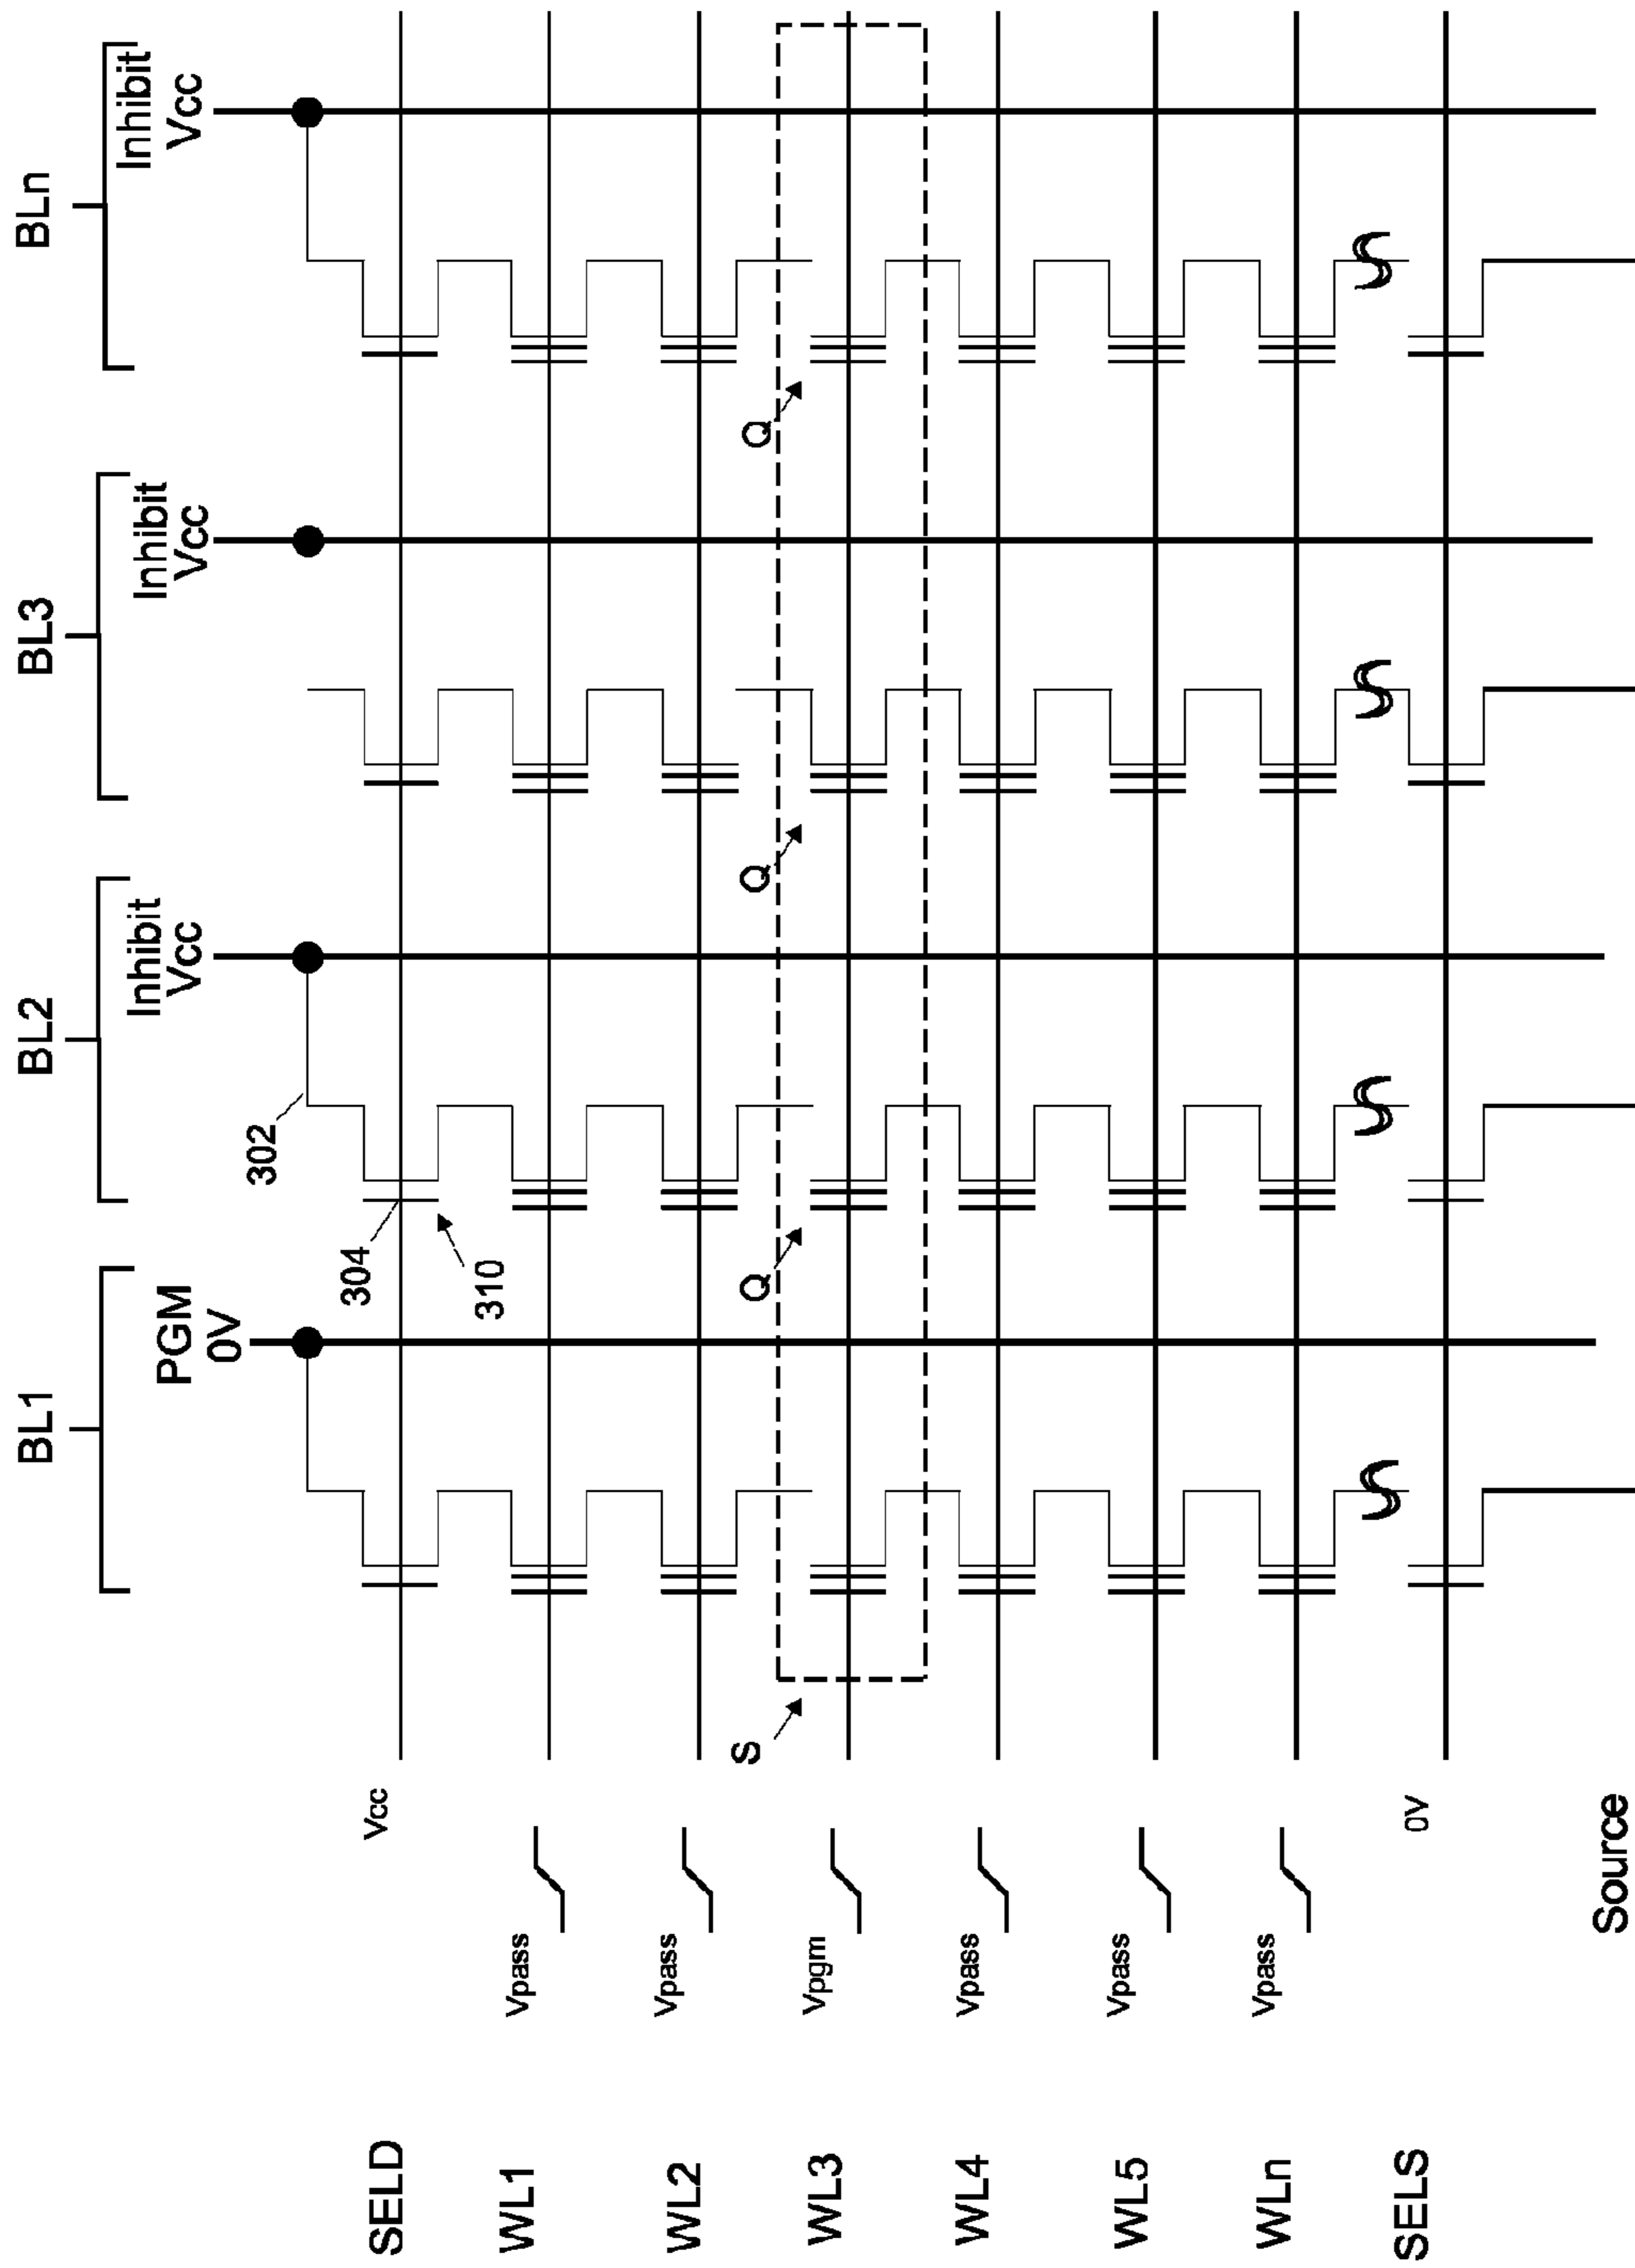 BL1
BL2
BL3
BLn
PGM
0V
Inhibit
Vcc
Inhibit
Vcc
Inhibit
Vcc
302
304
310
SELD
Vcc
WL1
Vpass
WL2
Vpass
S
Q
Q
Q
WL3
Vpgm
WL4
Vpass
WL5
Vpass
WLn
Vpass
SELS
0V
Source